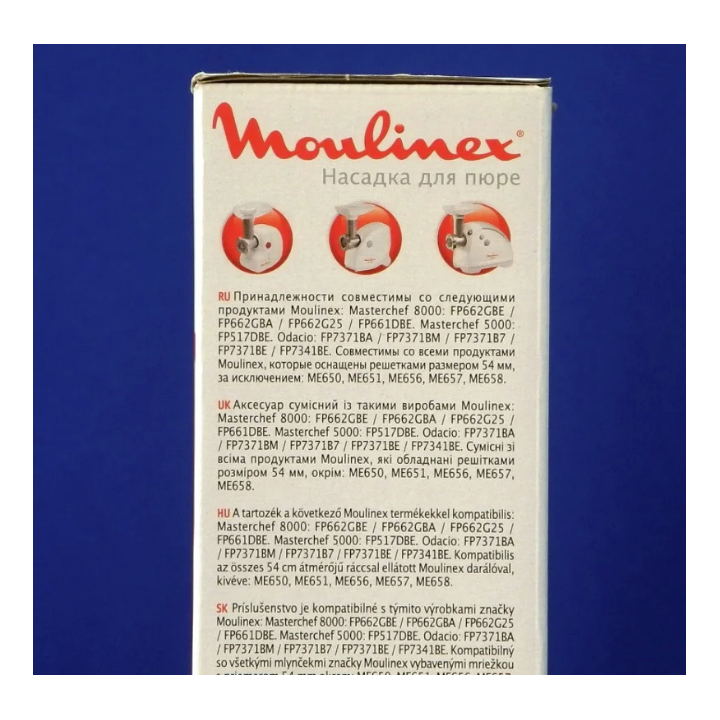 Moulinex®
Насадка для пюре
RU Принадлежности совместимы со следующими
продуктами Moulinex: Masterchef 8000: FP662GBE /
FP662GBA / FP662G25 / FP661DBE. Masterchef 5000:
FP517DBE. Odacio: FP7371BA / FP7371BM / FP7371B7 /
FP7371BE / FP7341BE. Совместимы со всеми продуктами
Moulinex, которые оснащены решетками размером 54 мм,
за исключением: ME650, ME651, ME656, ME657, ME658.
UK Аксесуар сумісний із такими виробами Moulinex:
Masterchef 8000: FP662GBE / FP662GBA / FP662G25 /
FP661DBE. Masterchef 5000: FP517DBE. Odacio: FP7371BA
/ FP7371BM / FP7371B7 / FP7371BE / FP7341BE. Сумісні зі
всіма продуктами Moulinex, які обладнані решітками
розміром 54 мм, окрім: ME650, ME651, ME656, ME657,
ME658.
HU A tartozék a következő Moulinex termékekkel kompatibilis:
Masterchef 8000: FP662GBE / FP662GBA / FP662G25 /
FP661DBE. Masterchef 5000: FP517DBE. Odacio: FP7371BA
/ FP7371BM / FP7371B7 / FP7371BE / FP7341BE. Kompatibilis
az összes 54 cm átmérőjű ráccsal ellátott Moulinex darálóval,
kivéve: ME650, ME651, ME656, ME657, ME658.
SK Príslušenstvo je kompatibilné s týmito výrobkami značky
Moulinex: Masterchef 8000: FP662GBE / FP662GBA / FP662G25
/ FP661DBE. Masterchef 5000: FP517DBE. Odacio: FP7371BA
/ FP7371BM / FP7371B7 / FP7371BE / FP7341BE. Kompatibilný
so všetkými mlynčekmi značky Moulinex vybavenými mriežkou